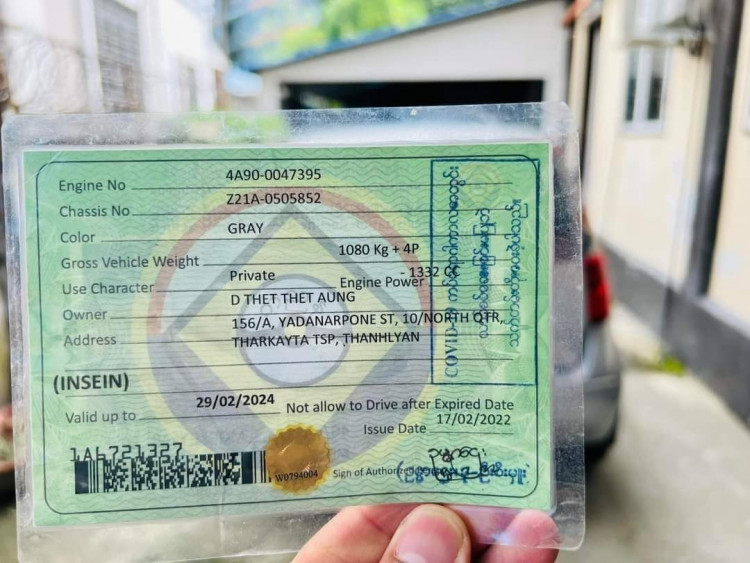 Engine No 4A90-0047395
Chassis No Z21A-0505852
Color GRAY
Gross Vehicle Weight 1080 Kg + 4P
Use Character Private Engine Power - 1332 CC
Owner D THET THET AUNG
Address 156/A, YADANARPONE ST, 10/NORTH QTR,
THARKAYTA TSP, THANHLYAN
(INSEIN)
Valid up to 29/02/2024 Not allow to Drive after Expired Date
Issue Date 17/02/2022
1A6721327
W0794004 Sign of Authorized
COVID-19